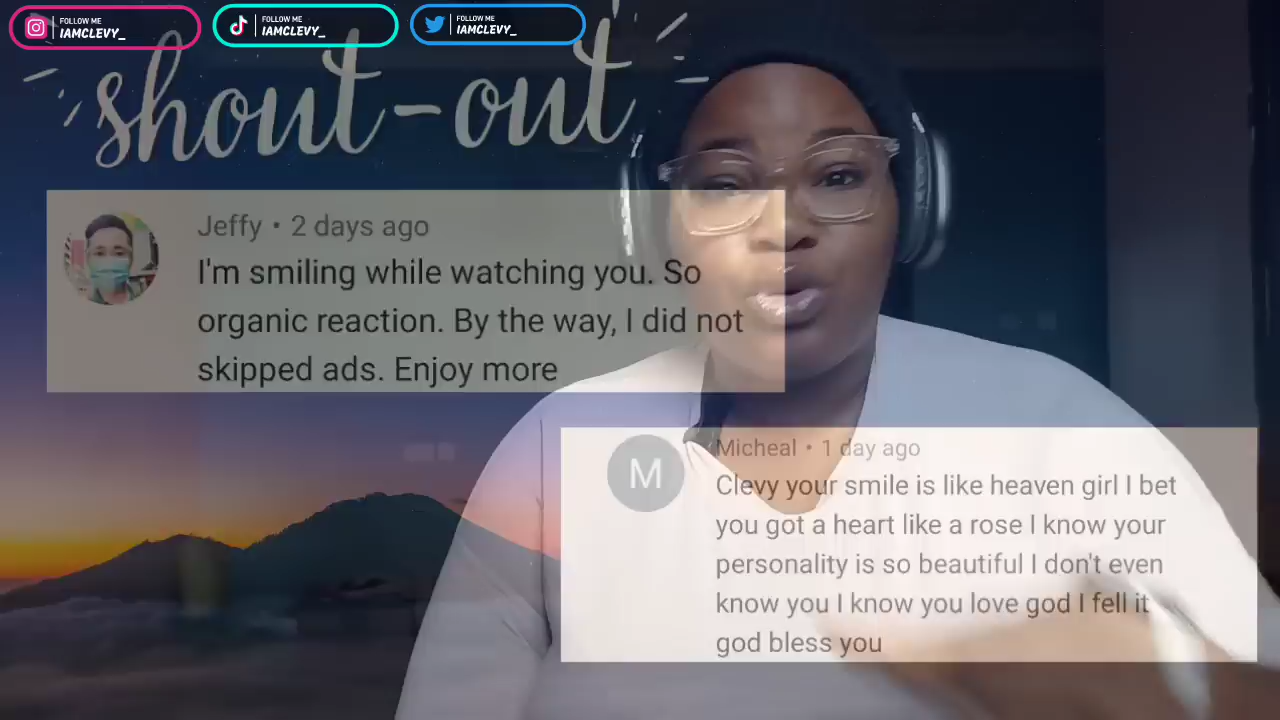 FOLLOW ME
IAMCLEVY_
FOLLOW ME
IAMCLEVY_
FOLLOW ME
IAMCLEVY_
shout-out
Jeffy • 2 days ago
I'm smiling while watching you. So
organic reaction. By the way, I did not
skipped ads. Enjoy more
M
Micheal • 1 day ago
Clevy your smile is like heaven girl I bet
you got a heart like a rose I know your
personality is so beautiful I don't even
know you I know you love god I fell it
god bless you